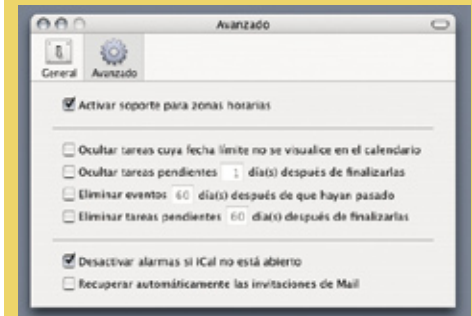 Avanzado
General Avanzado
Activar soporte para zonas horarias
Ocultar tareas cuya fecha límite no se visualice en el calendario
Ocultar tareas pendientes 1 día(s) después de finalizarlas
Eliminar eventos 60 día(s) después de que hayan pasado
Eliminar tareas pendientes 60 día(s) después de finalizarlas
Desactivar alarmas si iCal no está abierto
Recuperar automáticamente las invitaciones de Mail